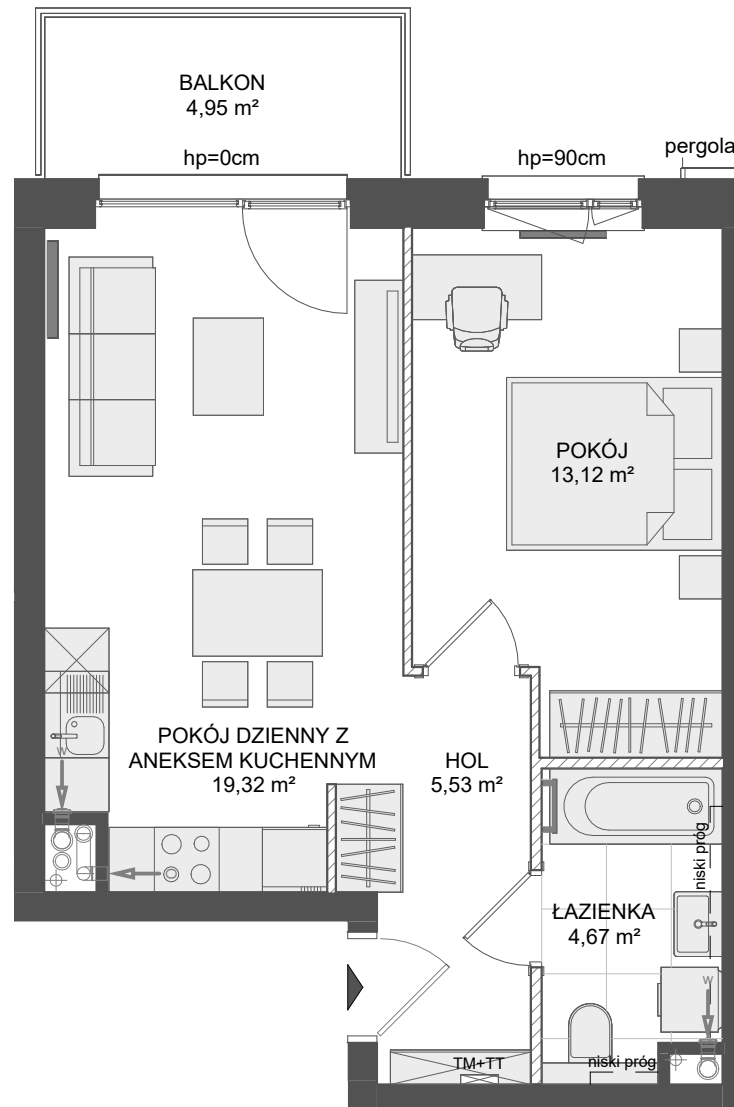 BALKON
4,95 m²
hp=0cm
hp=90cm
pergola
POKÓJ
13,12 m²
POKÓJ DZIENNY Z
ANEKSEM KUCHENNYM
19,32 m²
HOL
5,53 m²
W
niski próg
ŁAZIENKA
4,67 m²
W
TM+TT
niski próg